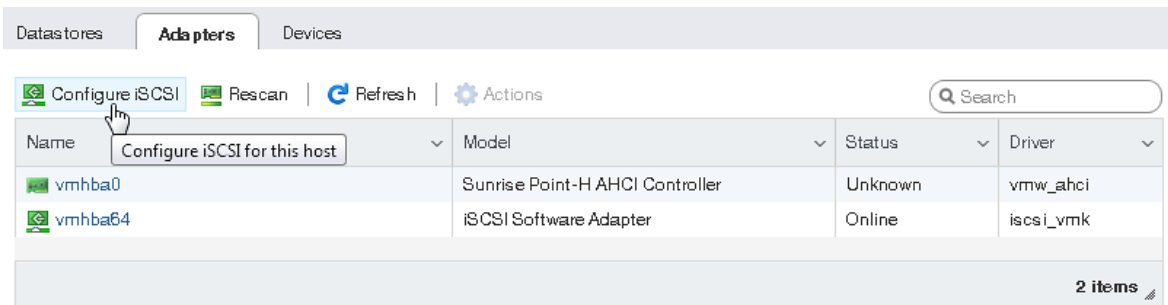 Datastores Adapters Devices
Configure iSCSI Rescan Refresh Actions Search
Name Model Status Driver
Configure iSCSI for this host
vmhba0 Sunrise Point-H AHCI Controller Unknown vmw_ahci
vmhba64 iSCSI Software Adapter Online iscsi_vmk
2 items